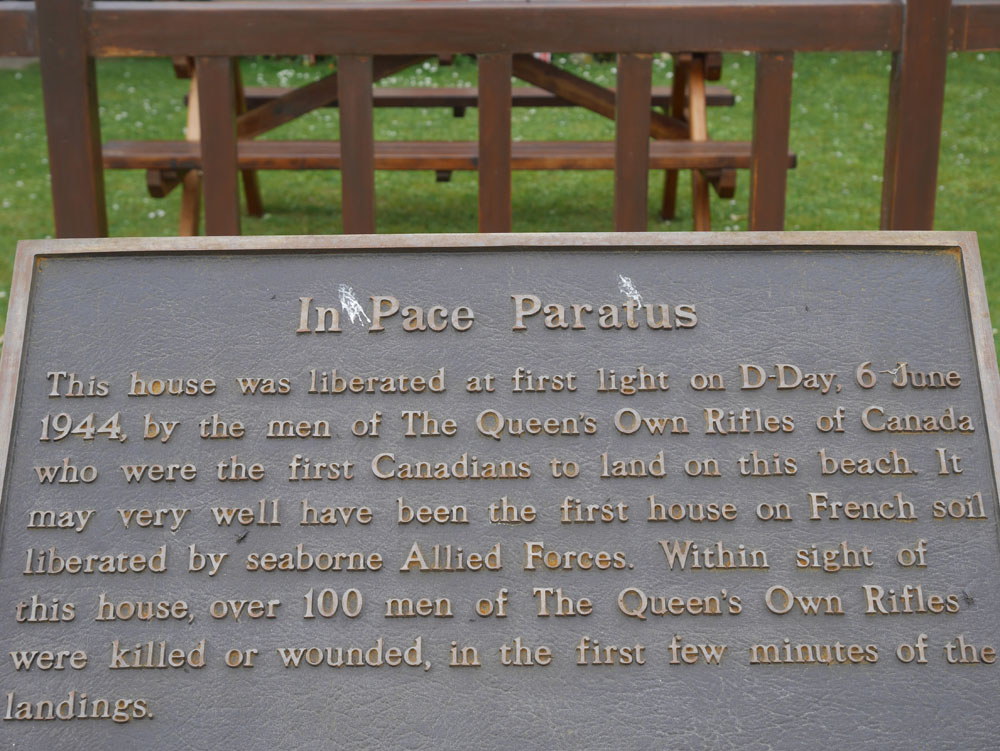 In Pace Paratus
This house was liberated at first light on D-Day, 6 June
1944, by the men of The Queen's Own Rifles of Canada
who were the first Canadians to land on this beach. It
may very well have been the first house on French soil
liberated by seaborne Allied Forces. Within sight of
this house, over 100 men of The Queen's Own Rifles
were killed or wounded, in the first few minutes of the
landings.